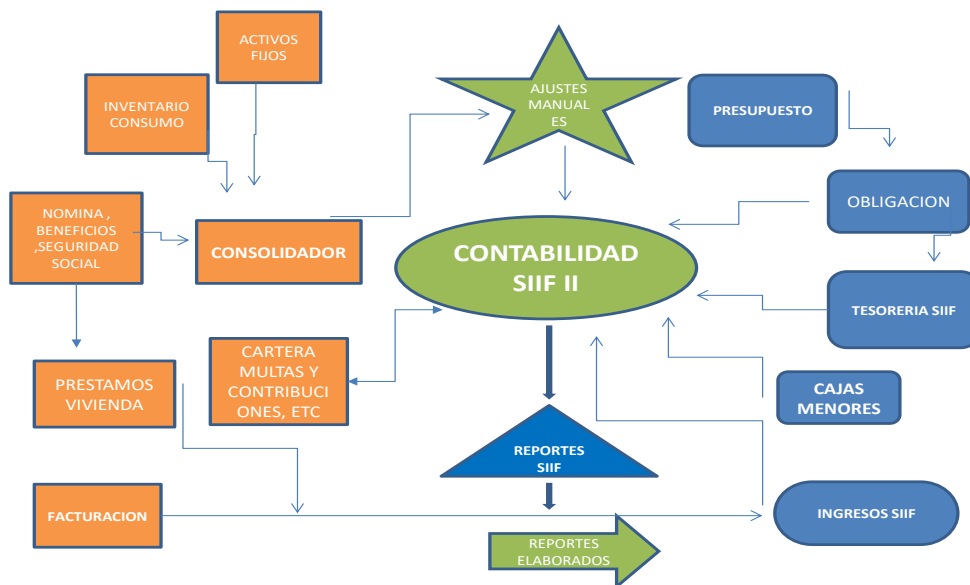 ACTIVOS
FIJOS
INVENTARIO
CONSUMO
AJUSTES
MANUAL
ES
PRESUPUESTO
NOMINA ,
BENEFICIOS
,SEGURIDAD
SOCIAL
CONSOLIDADOR
CONTABILIDAD
SIIF II
OBLIGACION
TESORERIA SIIF
PRESTAMOS
VIVIENDA
CARTERA
MULTAS Y
CONTRIBUCI
ONES, ETC
CAJAS
MENORES
REPORTES
SIIF
FACTURACION
INGRESOS SIIF
REPORTES
ELABORADOS